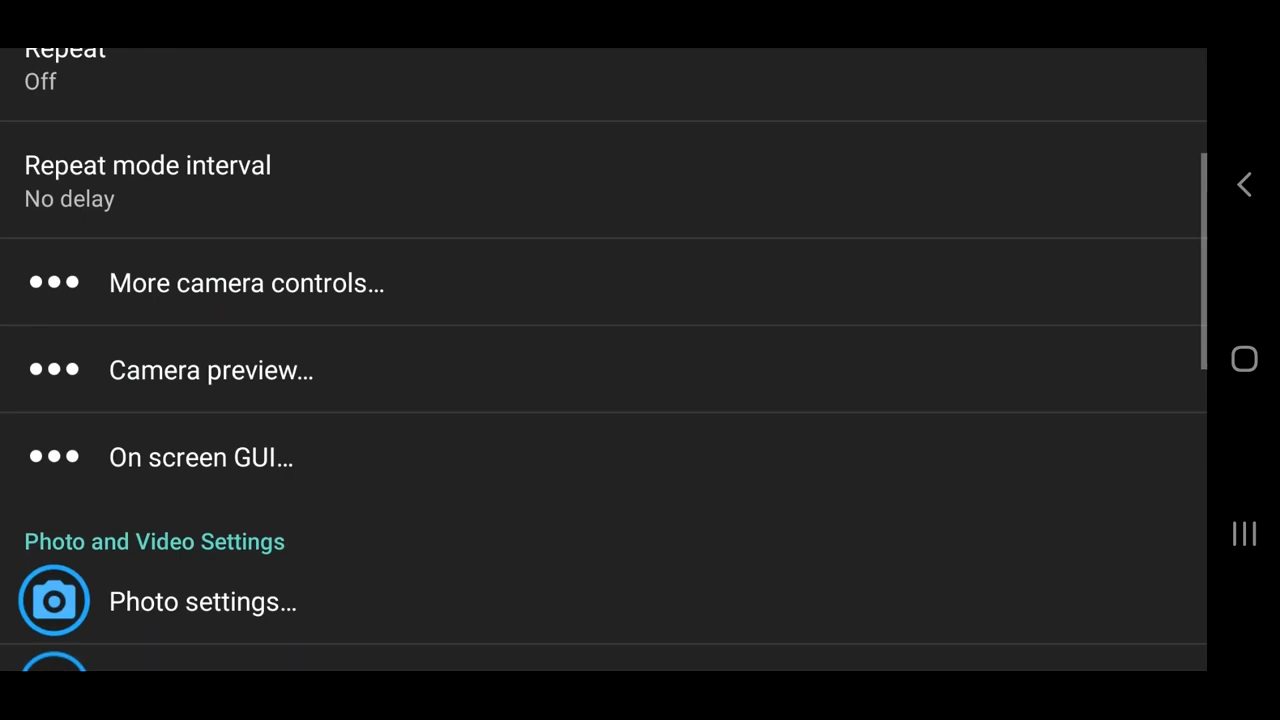 Repeat
Off
Repeat mode interval
No delay
More camera controls...
Camera preview...
On screen GUI...
Photo and Video Settings
Photo settings...